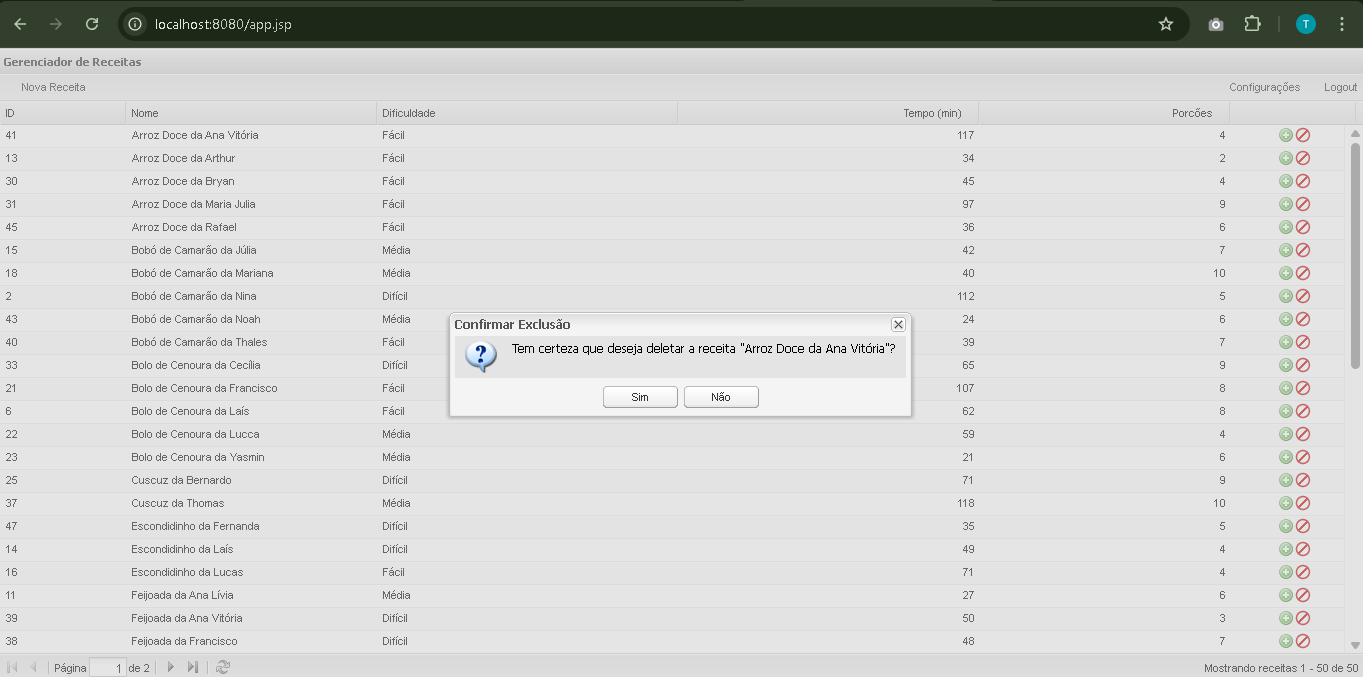 localhost:8080/app.jsp
T
Gerenciador de Receitas
Nova Receita Configurações Logout
ID Nome Dificuldade Tempo (min) Porcões
41 Arroz Doce da Ana Vitória Fácil 117 4
13 Arroz Doce da Arthur Fácil 34 2
30 Arroz Doce da Bryan Fácil 45 4
31 Arroz Doce da Maria Julia Fácil 97 9
45 Arroz Doce da Rafael Fácil 36 6
15 Bobó de Camarão da Júlia Média 42 7
18 Bobó de Camarão da Mariana Média 40 10
2 Bobó de Camarão da Nina Difícil 112 5
43 Bobó de Camarão da Noah Média 24 6
40 Bobó de Camarão da Thales Fácil 39 7
33 Bolo de Cenoura da Cecília Difícil 65 9
21 Bolo de Cenoura da Francisco Fácil 107 8
6 Bolo de Cenoura da Laís Fácil 62 8
22 Bolo de Cenoura da Lucca Média 59 4
23 Bolo de Cenoura da Yasmin Média 21 6
25 Cuscuz da Bernardo Difícil 71 9
37 Cuscuz da Thomas Média 118 10
47 Escondidinho da Fernanda Difícil 35 5
14 Escondidinho da Laís Difícil 49 4
16 Escondidinho da Lucas Fácil 71 4
11 Feijoada da Ana Lívia Média 27 6
39 Feijoada da Ana Vitória Difícil 50 3
38 Feijoada da Francisco Difícil 48 7
Confirmar Exclusão
Tem certeza que deseja deletar a receita "Arroz Doce da Ana Vitória"?
Sim Não
Página 1 de 2 Mostrando receitas 1 - 50 de 50